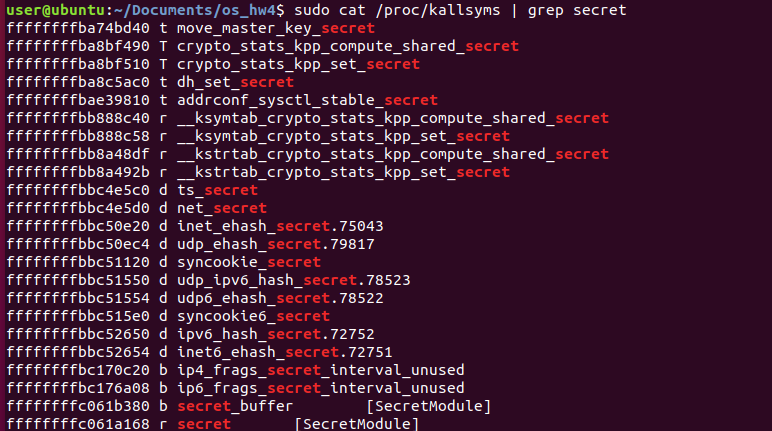 user@ubuntu:~/Documents/os_hw4$ sudo cat /proc/kallsyms | grep secret
ffffffffba74bd40 t move_master_key_secret
ffffffffba8bf490 T crypto_stats_kpp_compute_shared_secret
ffffffffba8bf510 T crypto_stats_kpp_set_secret
ffffffffba8c5ac0 t dh_set_secret
ffffffffbae39810 t addrconf_sysctl_stable_secret
ffffffffbb888c40 r __ksymtab_crypto_stats_kpp_compute_shared_secret
ffffffffbb888c58 r __ksymtab_crypto_stats_kpp_set_secret
ffffffffbb8a48df r __kstrtab_crypto_stats_kpp_compute_shared_secret
ffffffffbb8a492b r __kstrtab_crypto_stats_kpp_set_secret
ffffffffbbc4e5c0 d ts_secret
ffffffffbbc4e5d0 d net_secret
ffffffffbbc50e20 d inet_ehash_secret.75043
ffffffffbbc50ec4 d udp_ehash_secret.79817
ffffffffbbc51120 d syncookie_secret
ffffffffbbc51550 d udp_ipv6_hash_secret.78523
ffffffffbbc51554 d udp6_ehash_secret.78522
ffffffffbbc515e0 d syncookie6_secret
ffffffffbbc52650 d ipv6_hash_secret.72752
ffffffffbbc52654 d inet6_ehash_secret.72751
ffffffffbc170c20 b ip4_frags_secret_interval_unused
ffffffffbc176a08 b ip6_frags_secret_interval_unused
ffffffffc061b380 b secret_buffer [SecretModule]
ffffffffc061a168 r secret [SecretModule]